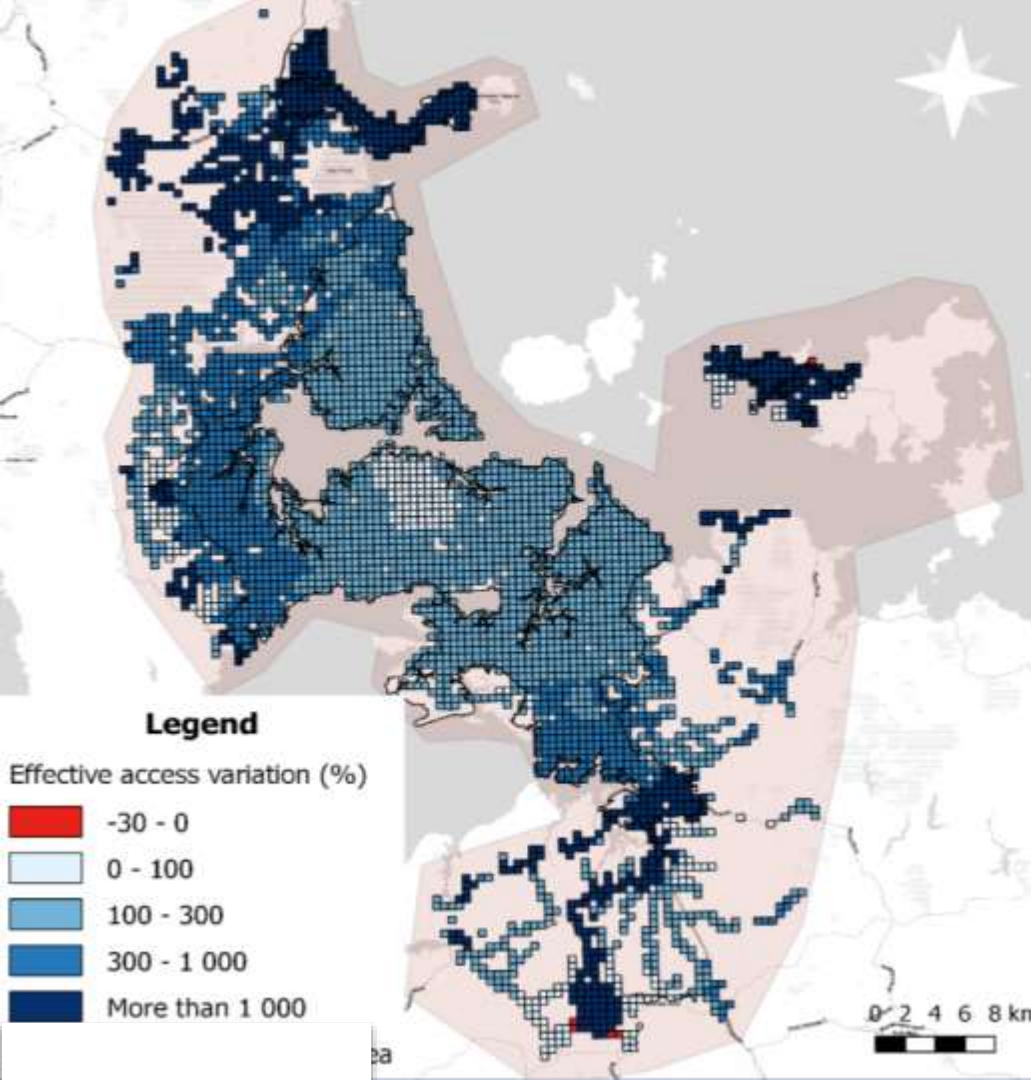 Legend
Effective access variation (%)
-30 - 0
0 - 100
100 - 300
300 - 1 000
More than 1 000
0 2 4 6 8 km
ea